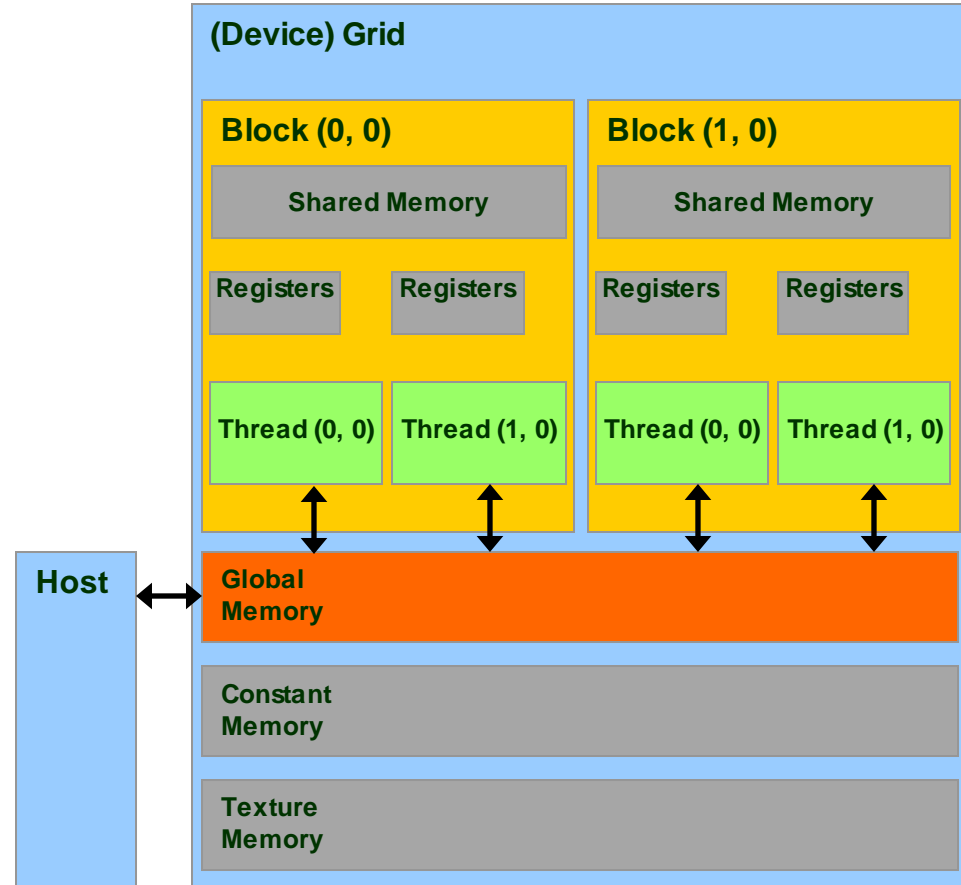 (Device) Grid
Block (0, 0)
Block (1, 0)
Shared Memory
Shared Memory
Registers
Registers
Registers
Registers
Thread (0, 0)
Thread (1, 0)
Thread (0, 0)
Thread (1, 0)
Host
Global
Memory
Constant
Memory
Texture
Memory